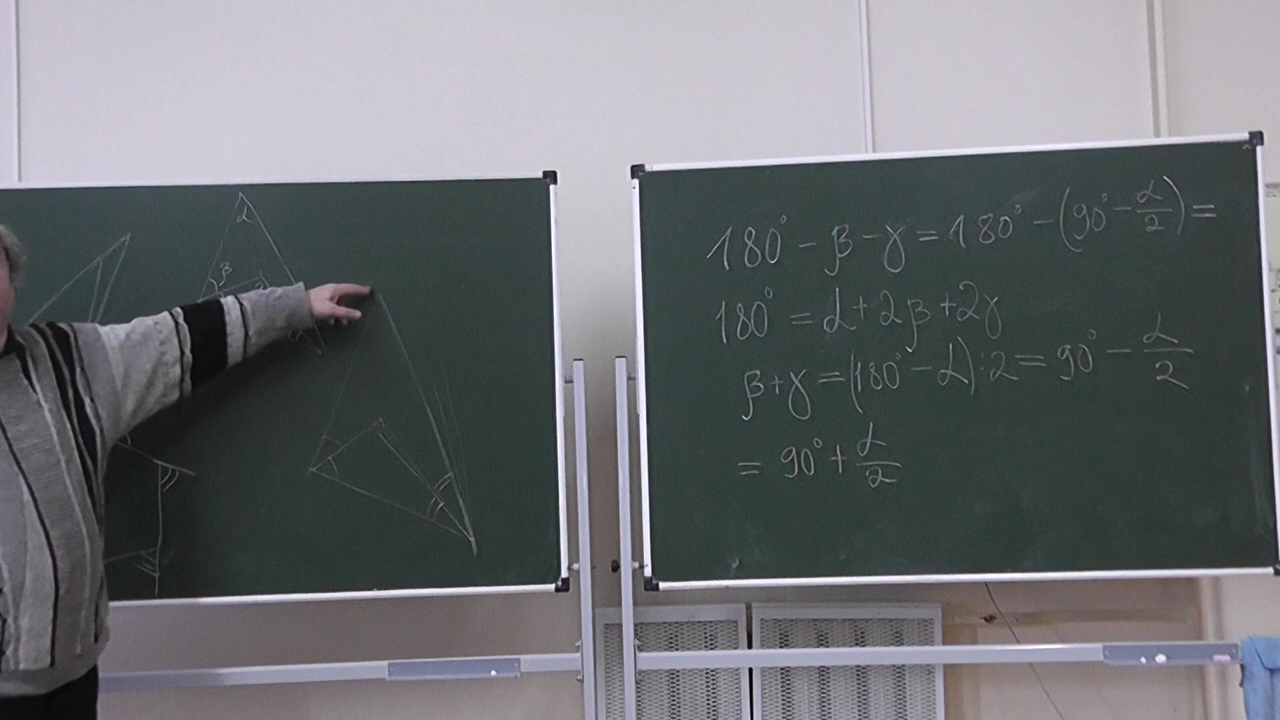 α
β
180° - β - γ = 180° - (90° - α/2) =
180° = α + 2β + 2γ
β + γ = (180° - α) : 2 = 90° - α/2
= 90° + α/2